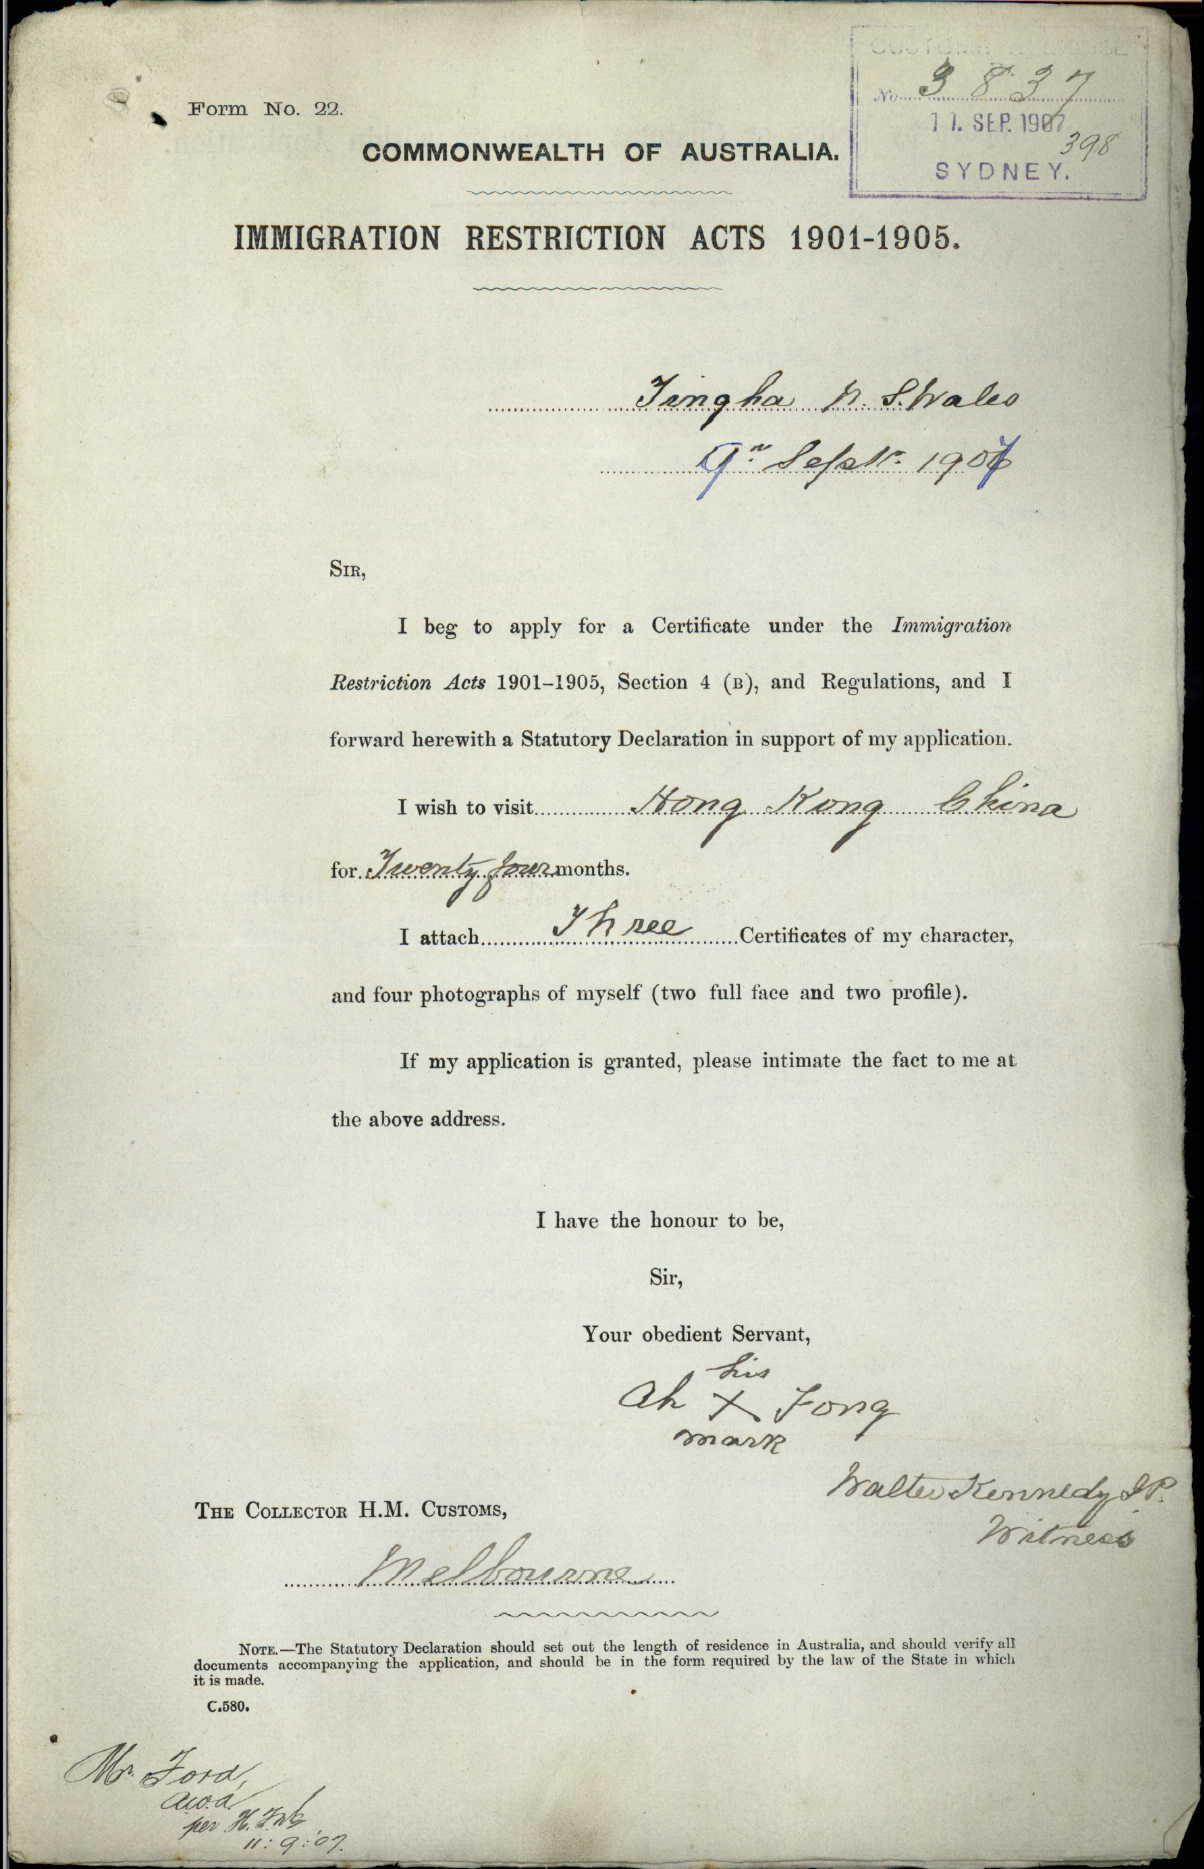 CUSTOMS
No. 3837
11. SEP. 1907
398
SYDNEY.
Form No. 22.
COMMONWEALTH OF AUSTRALIA.
IMMIGRATION RESTRICTION ACTS 1901-1905.
Tingha N. S. Wales
9th Sept. 1907
SIR,
I beg to apply for a Certificate under the Immigration
Restriction Acts 1901–1905, Section 4 (B), and Regulations, and I
forward herewith a Statutory Declaration in support of my application.
I wish to visit Hong Kong China
for Twenty four months.
I attach Three Certificates of my character,
and four photographs of myself (two full face and two profile).
If my application is granted, please intimate the fact to me at
the above address.
I have the honour to be,
Sir,
Your obedient Servant,
his
Ah X Fong
mark
Walter Kennedy J.P.
Witness
THE COLLECTOR H.M. CUSTOMS,
Melbourne
NOTE.—The Statutory Declaration should set out the length of residence in Australia, and should verify all
documents accompanying the application, and should be in the form required by the law of the State in which
it is made.
C.580.
Mr. Ford,
per H.
11:9:07.